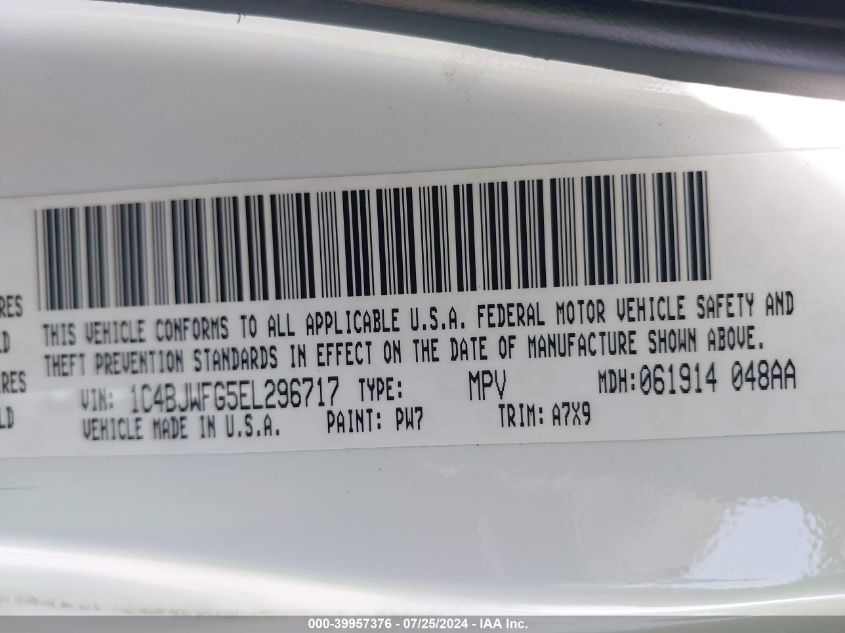 RES
THIS VEHICLE CONFORMS TO ALL APPLICABLE U.S.A. FEDERAL MOTOR VEHICLE SAFETY AND
LD
THEFT PREVENTION STANDARDS IN EFFECT ON THE DATE OF MANUFACTURE SHOWN ABOVE.
IRES
VIN: 1C4BJWFG5EL296717 TYPE: MPV MDH:061914 048AA
LD
VEHICLE MADE IN U.S.A. PAINT: PW7 TRIM: A7X9
000-39957376 - 07/25/2024 - IAA Inc.